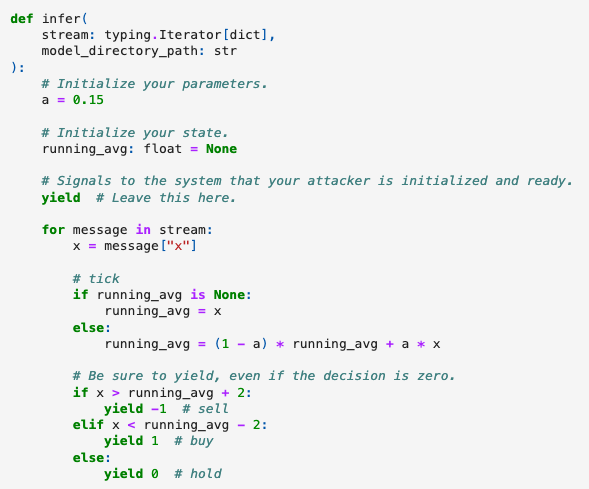 def infer(
    stream: typing.Iterator[dict],
    model_directory_path: str
):
    # Initialize your parameters.
    a = 0.15

    # Initialize your state.
    running_avg: float = None

    # Signals to the system that your attacker is initialized and ready.
    yield  # Leave this here.

    for message in stream:
        x = message["x"]

        # tick
        if running_avg is None:
            running_avg = x
        else:
            running_avg = (1 - a) * running_avg + a * x

        # Be sure to yield, even if the decision is zero.
        if x > running_avg + 2:
            yield -1  # sell
        elif x < running_avg - 2:
            yield 1  # buy
        else:
            yield 0  # hold